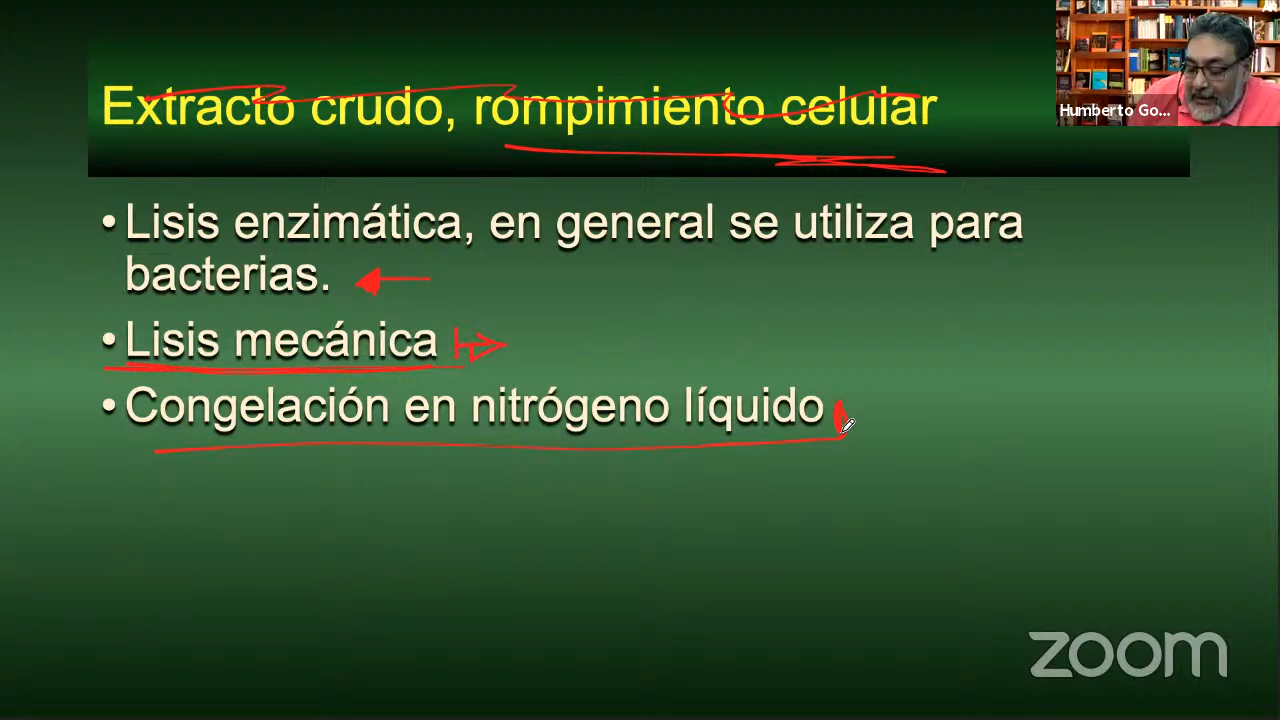 Extracto crudo, rompimiento celular
Humberto Go...
• Lisis enzimática, en general se utiliza para
bacterias.
• Lisis mecánica
• Congelación en nitrógeno líquido
zoom